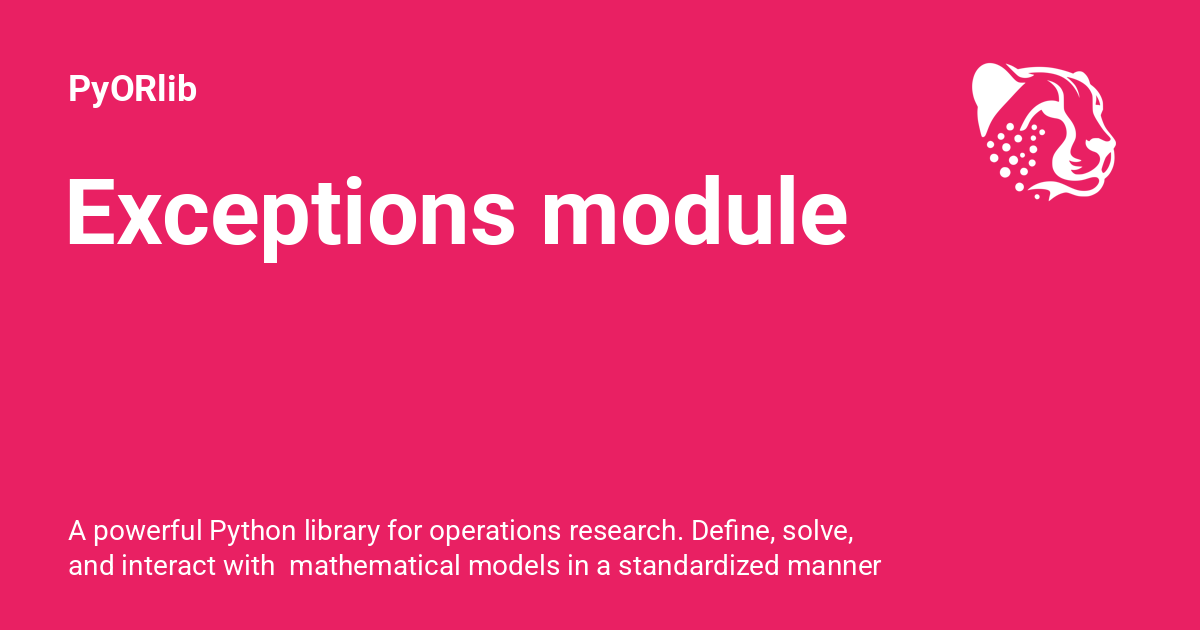 PyORlib
Exceptions module
A powerful Python library for operations research. Define, solve,
and interact with  mathematical models in a standardized manner